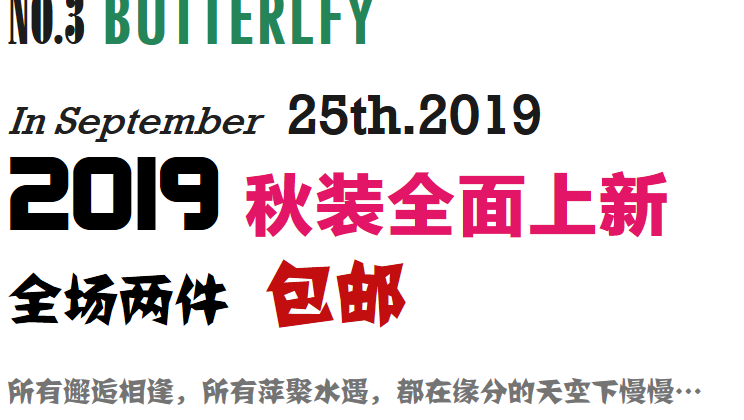 NO.3 BUTTERLFY
In September 25th.2019
2019 秋装全面上新
全场两件 包邮
所有邂逅相逢，所有萍聚水遇，都在缘分的天空下慢慢…